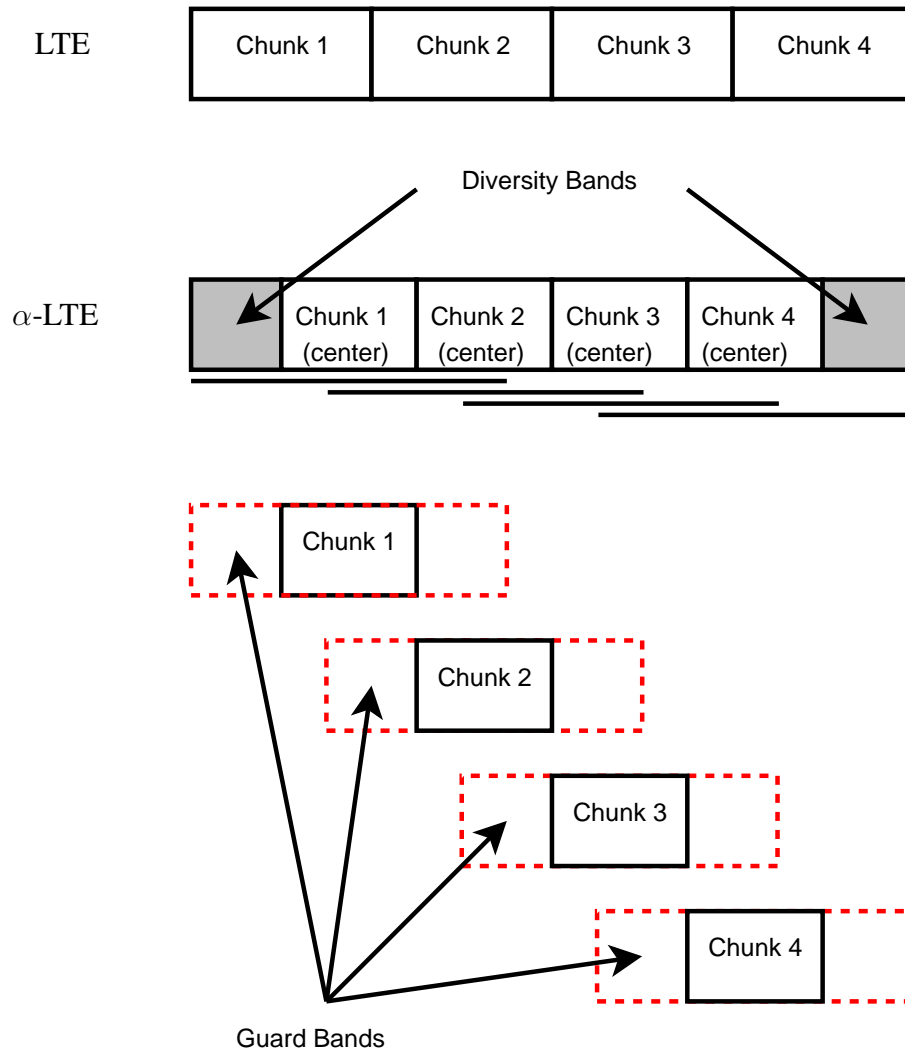 LTE
Chunk 1
Chunk 2
Chunk 3
Chunk 4
Diversity Bands
α-LTE
Chunk 1
(center)
Chunk 2
(center)
Chunk 3
(center)
Chunk 4
(center)
Chunk 1
Chunk 2
Chunk 3
Chunk 4
Guard Bands